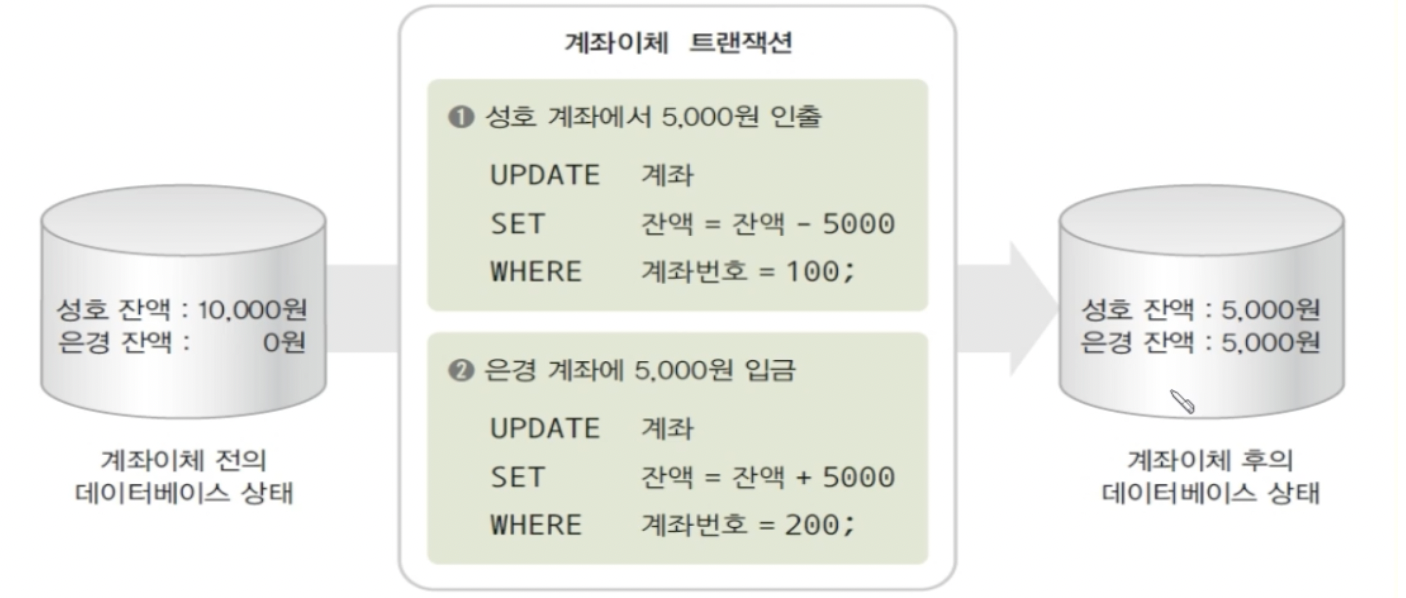 계좌이체 트랜잭션
❶ 성호 계좌에서 5,000원 인출
UPDATE 계좌
SET 잔액 = 잔액 - 5000
WHERE 계좌번호 = 100;
❷ 은경 계좌에 5,000원 입금
UPDATE 계좌
SET 잔액 = 잔액 + 5000
WHERE 계좌번호 = 200;
성호 잔액 : 10,000원
은경 잔액 : 0원
계좌이체 전의
데이터베이스 상태
성호 잔액 : 5,000원
은경 잔액 : 5,000원
계좌이체 후의
데이터베이스 상태